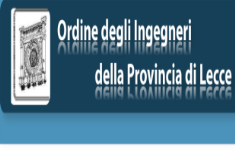 Ordine degli Ingegneri
della Provincia di Lecce